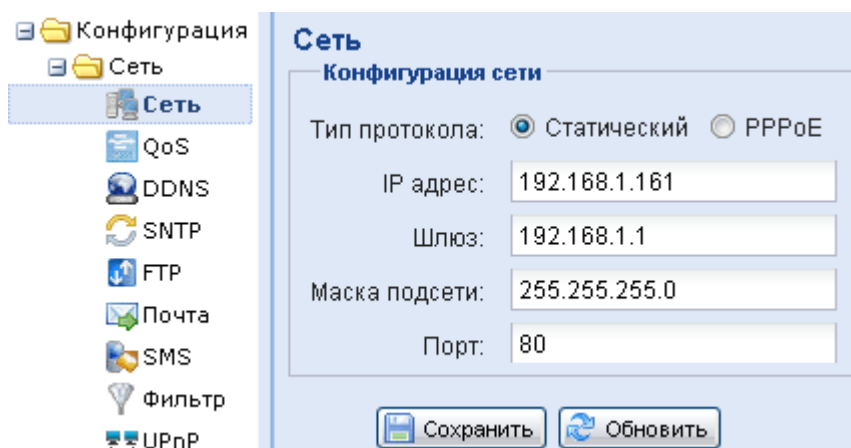 Конфигурация
Сеть
Сеть
QoS
DDNS
SNTP
FTP
Почта
SMS
Фильтр
UPnP
Сеть
Конфигурация сети
Тип протокола: Статический PPPoE
IP адрес: 192.168.1.161
Шлюз: 192.168.1.1
Маска подсети: 255.255.255.0
Порт: 80
Сохранить Обновить